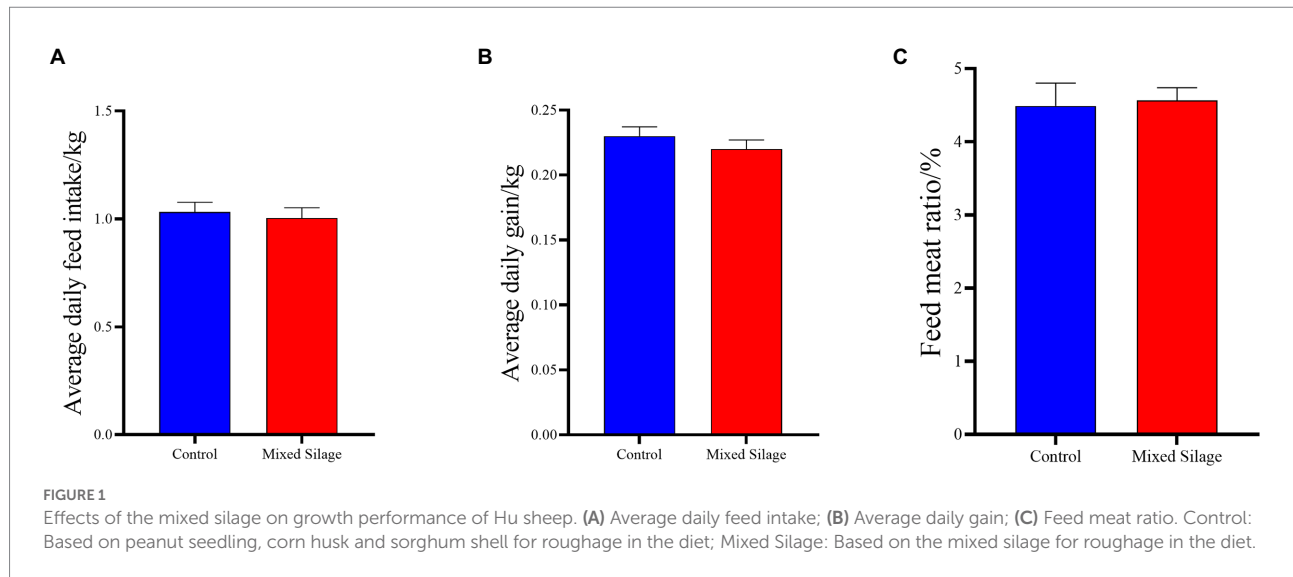 A
B
C
Average daily feed intake/kg
1.5
1.0
0.5
0.0
Control
Mixed Silage
Average daily gain/kg
0.25
0.20
0.15
0.10
0.05
0.00
Control
Mixed Silage
Feed meat ratio/%
5
4
3
2
1
0
Control
Mixed Silage
FIGURE 1
Effects of the mixed silage on growth performance of Hu sheep. (A) Average daily feed intake; (B) Average daily gain; (C) Feed meat ratio. Control:
Based on peanut seedling, corn husk and sorghum shell for roughage in the diet; Mixed Silage: Based on the mixed silage for roughage in the diet.